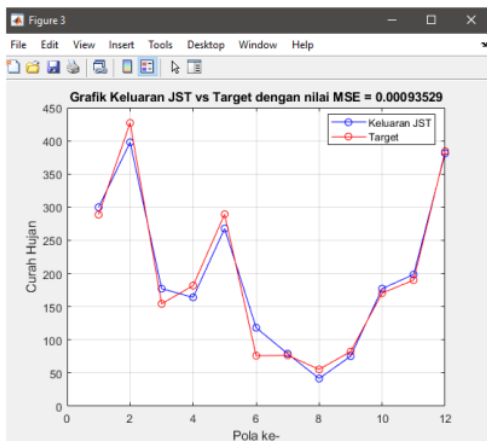 Figure 3
File Edit View Insert Tools Desktop Window Help
Grafik Keluaran JST vs Target dengan nilai MSE = 0.00093529
Keluaran JST
Target
Curah Hujan
450
400
350
300
250
200
150
100
50
0
0 2 4 6 8 10 12
Pola ke-